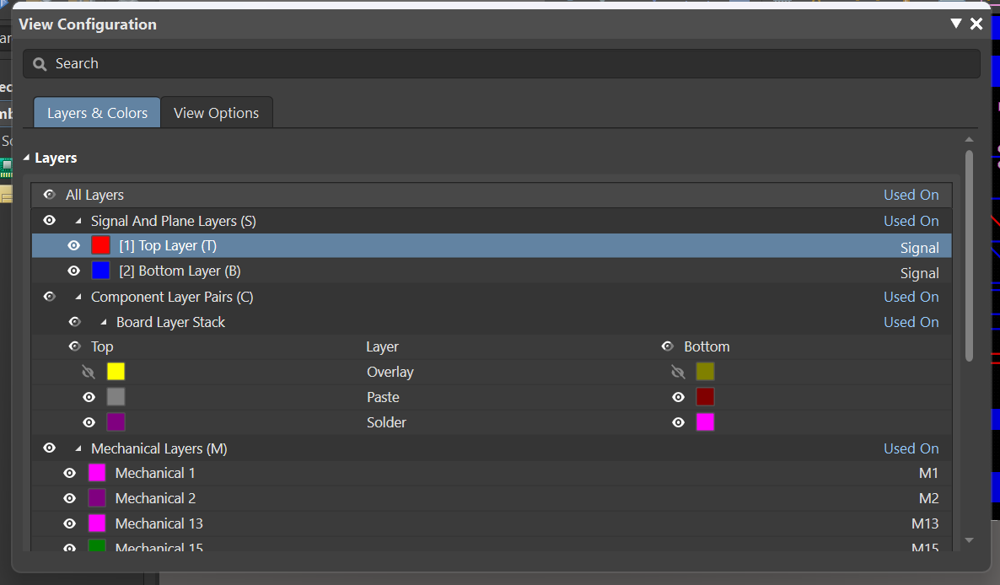 View Configuration
Search
Layers & Colors View Options
Layers
All Layers Used On
Signal And Plane Layers (S) Used On
[1] Top Layer (T) Signal
[2] Bottom Layer (B) Signal
Component Layer Pairs (C) Used On
Board Layer Stack Used On
Top Layer Bottom
Overlay
Paste
Solder
Mechanical Layers (M) Used On
Mechanical 1 M1
Mechanical 2 M2
Mechanical 13 M13
Mechanical 15 M15